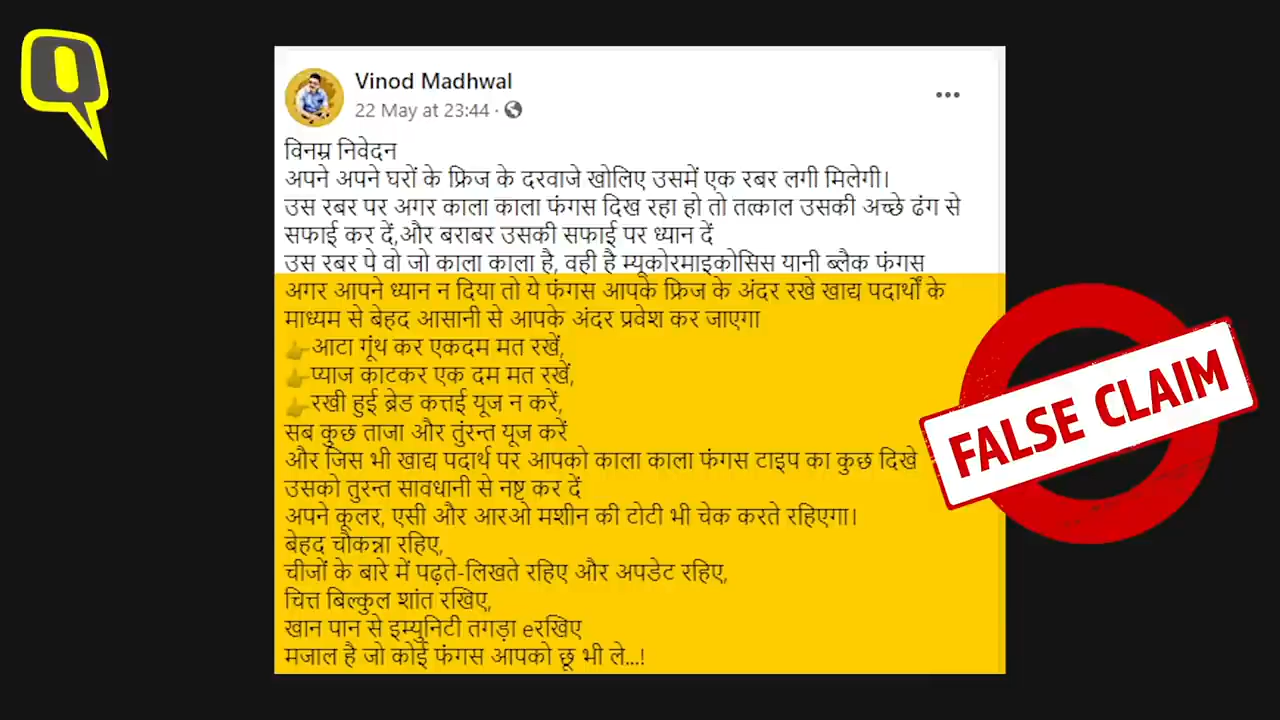 Vinod Madhwal
22 May at 23:44 ·
विनम्र निवेदन
अपने अपने घरों के फ्रिज के दरवाजे खोलिए उसमें एक रबर लगी मिलेगी।
उस रबर पर अगर काला काला फंगस दिख रहा हो तो तत्काल उसकी अच्छे ढंग से
सफाई कर दें,और बराबर उसकी सफाई पर ध्यान दें
उस रबर पे वो जो काला काला है, वही है म्यूकोरमाइकोसिस यानी ब्लैक फंगस
अगर आपने ध्यान न दिया तो ये फंगस आपके फ्रिज के अंदर रखे खाद्य पदार्थों के
माध्यम से बेहद आसानी से आपके अंदर प्रवेश कर जाएगा
👉आटा गूंथ कर एकदम मत रखें,
👉प्याज काटकर एक दम मत रखें,
👉रखी हुई ब्रेड कत्तई यूज न करें,
सब कुछ ताजा और तुंरन्त यूज करें
और जिस भी खाद्य पदार्थ पर आपको काला काला फंगस टाइप का कुछ दिखे
उसको तुरन्त सावधानी से नष्ट कर दें
अपने कूलर, एसी और आरओ मशीन की टोटी भी चेक करते रहिएगा।
बेहद चौकन्ना रहिए,
चीजों के बारे में पढ़ते-लिखते रहिए और अपडेट रहिए,
चित्त बिल्कुल शांत रखिए,
खान पान से इम्युनिटी तगड़ा eरखिए
मजाल है जो कोई फंगस आपको छू भी ले...!
FALSE CLAIM